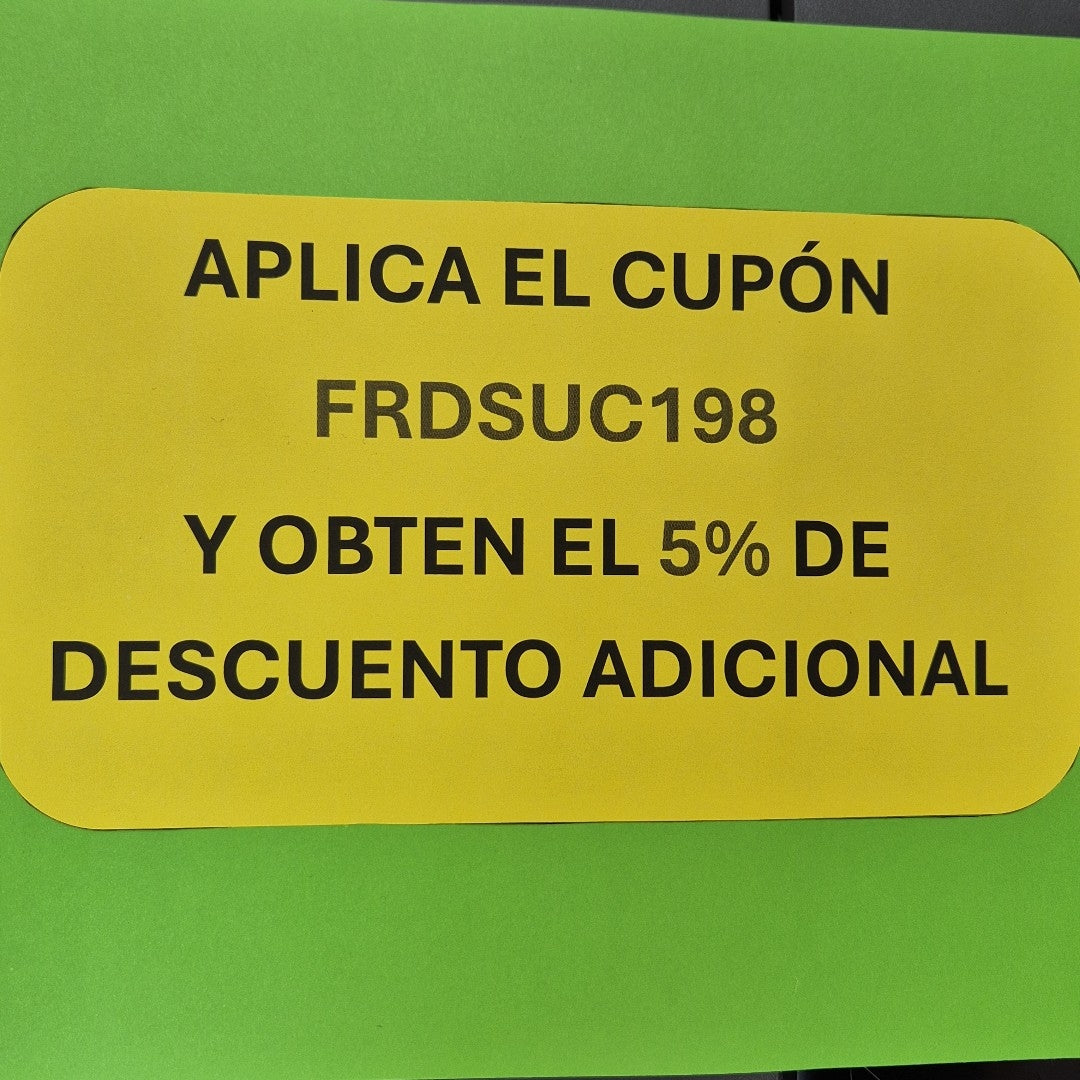 APLICA EL CUPÓN
FRDSUC198
Y OBTEN EL 5% DE
DESCUENTO ADICIONAL